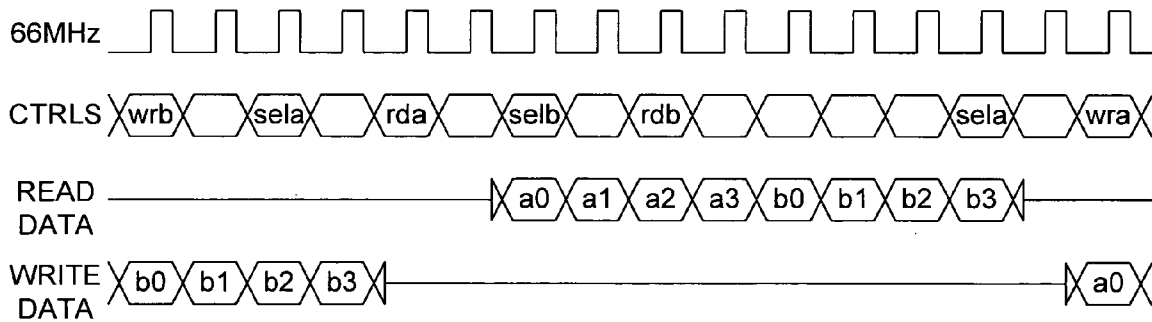 66MHz
CTRLS wrb sela rda selb rdb sela wra
READ DATA a0 a1 a2 a3 b0 b1 b2 b3
WRITE DATA b0 b1 b2 b3 a0